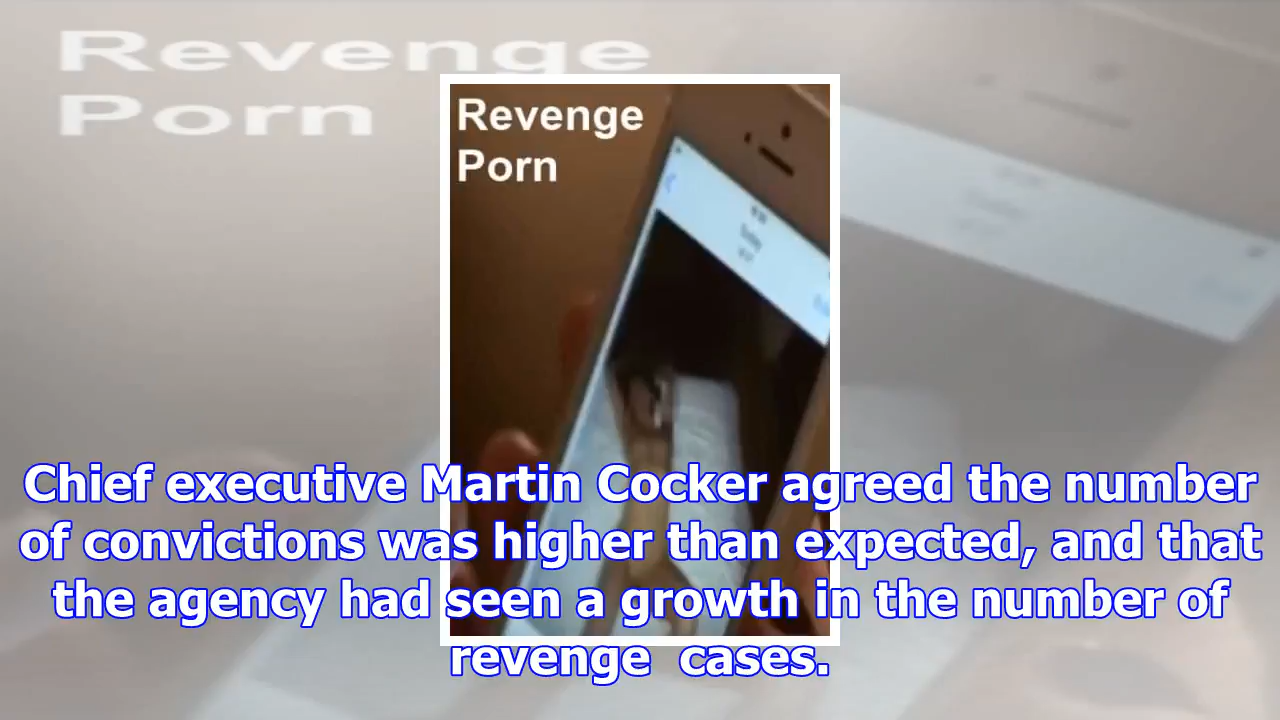 Revenge
Porn
Revenge
Porn
Chief executive Martin Cocker agreed the number
of convictions was higher than expected, and that
the agency had seen a growth in the number of
revenge  cases.